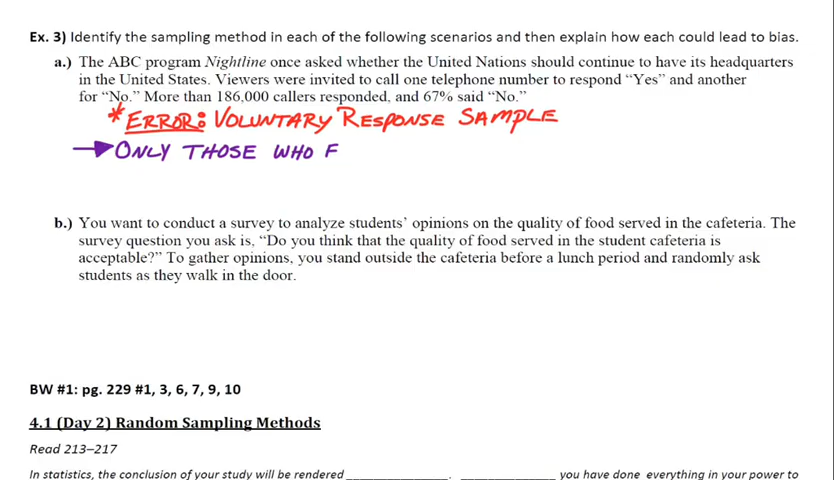 Ex. 3) Identify the sampling method in each of the following scenarios and then explain how each could lead to bias.
a.) The ABC program Nightline once asked whether the United Nations should continue to have its headquarters
in the United States. Viewers were invited to call one telephone number to respond “Yes” and another
for “No.” More than 186,000 callers responded, and 67% said “No.”
*ERROR: VOLUNTARY RESPONSE SAMPLE
→ONLY THOSE WHO F
b.) You want to conduct a survey to analyze students’ opinions on the quality of food served in the cafeteria. The
survey question you ask is, “Do you think that the quality of food served in the student cafeteria is
acceptable?” To gather opinions, you stand outside the cafeteria before a lunch period and randomly ask
students as they walk in the door.
BW #1: pg. 229 #1, 3, 6, 7, 9, 10
4.1 (Day 2) Random Sampling Methods
Read 213–217
In statistics, the conclusion of your study will be rendered _______________, ______________ you have done everything in your power to